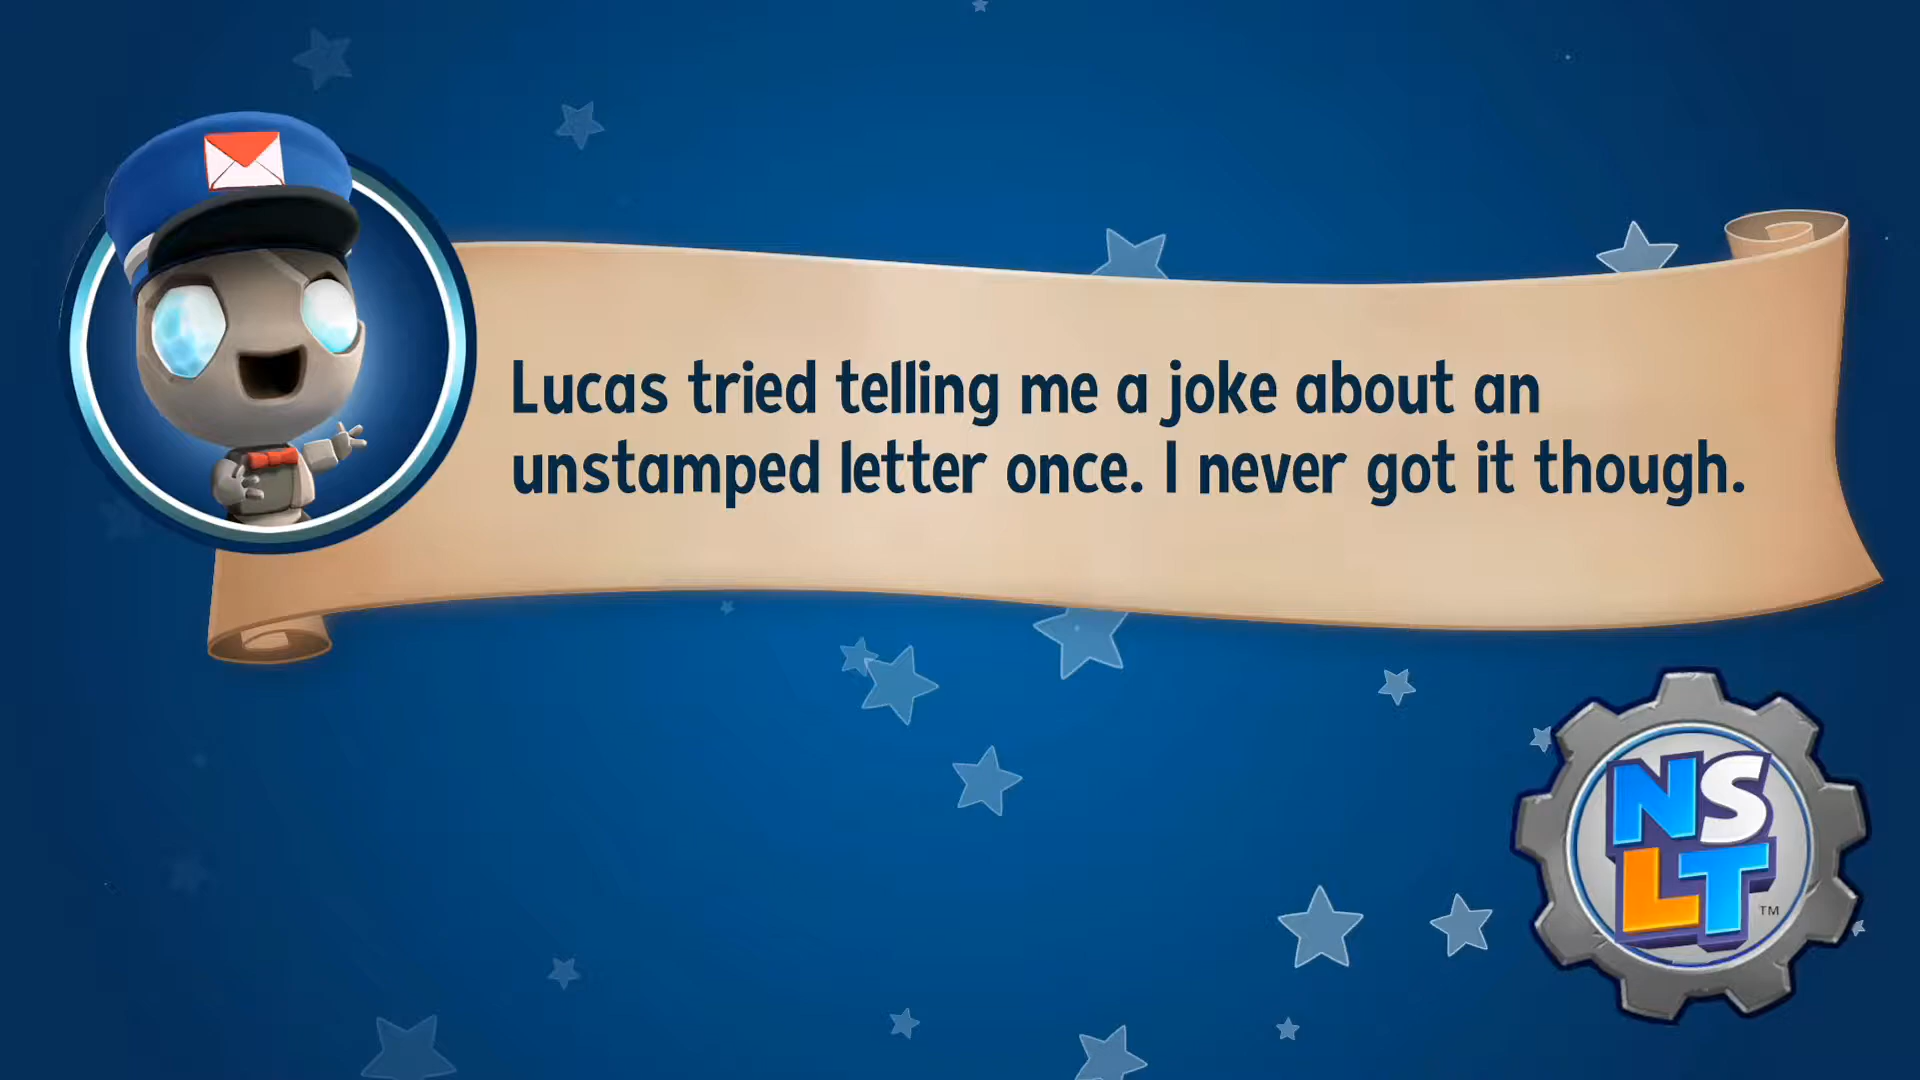 Lucas tried telling me a joke about an
unstamped letter once. I never got it though.
NS
LT
TM